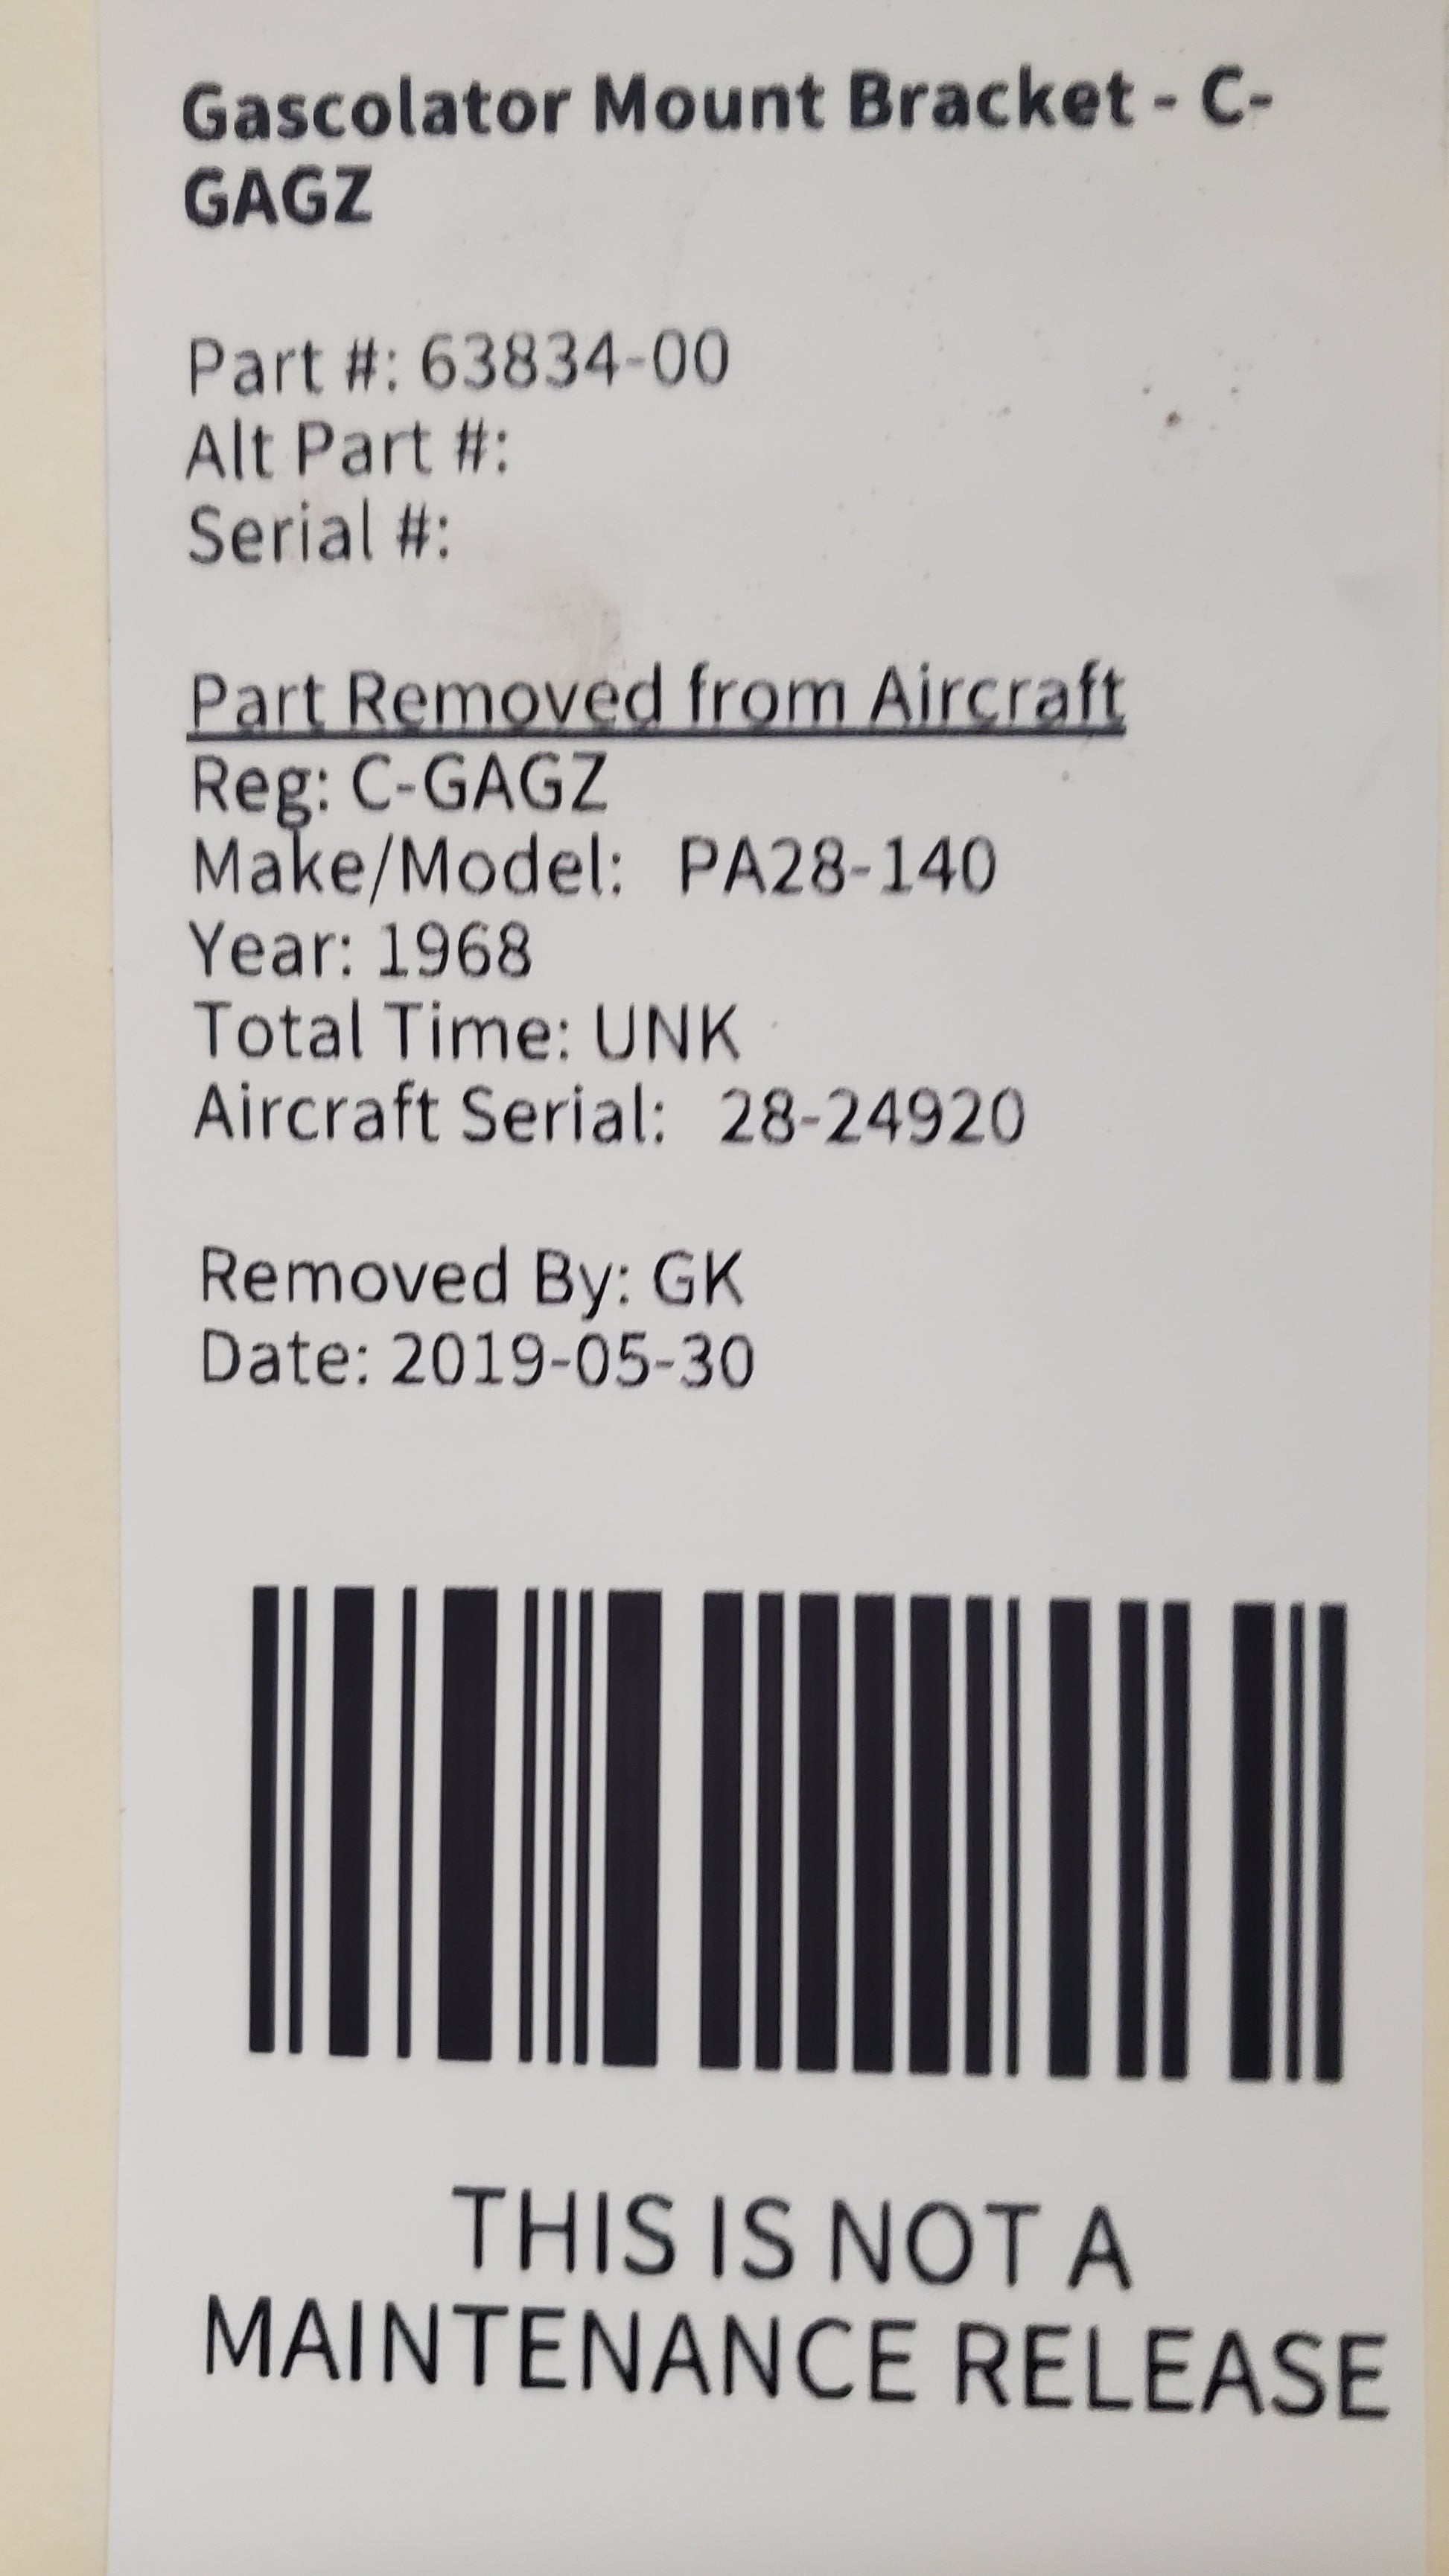 Gascolator Mount Bracket - C-
GAGZ
Part #: 63834-00
Alt Part #:
Serial #:
Part Removed from Aircraft
Reg: C-GAGZ
Make/Model: PA28-140
Year: 1968
Total Time: UNK
Aircraft Serial: 28-24920
Removed By: GK
Date: 2019-05-30
THIS IS NOT A
MAINTENANCE RELEASE